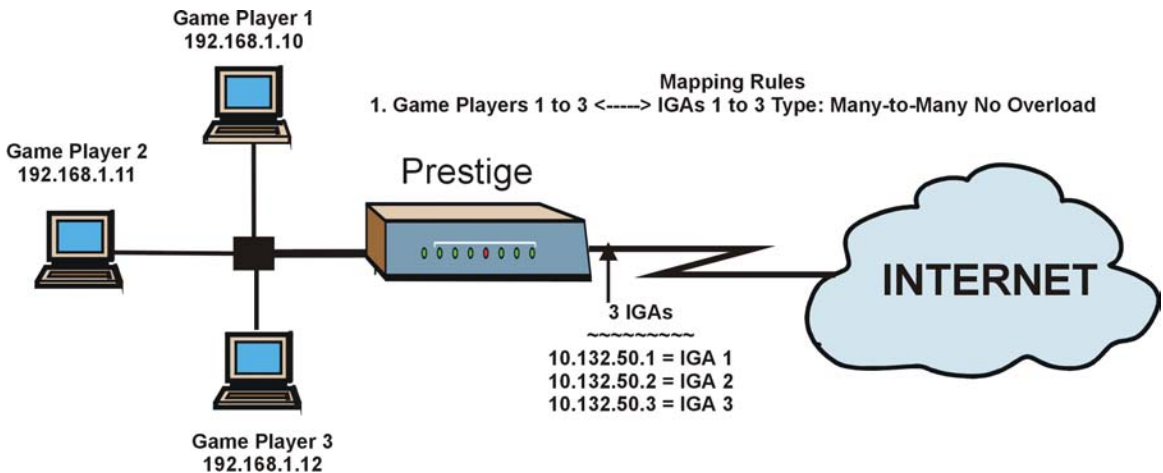 Game Player 1
192.168.1.10
Mapping Rules
1. Game Players 1 to 3 <-----> IGAs 1 to 3 Type: Many-to-Many No Overload
Game Player 2
192.168.1.11
Prestige
INTERNET
3 IGAs
~~~~~~~~~
10.132.50.1 = IGA 1
10.132.50.2 = IGA 2
10.132.50.3 = IGA 3
Game Player 3
192.168.1.12